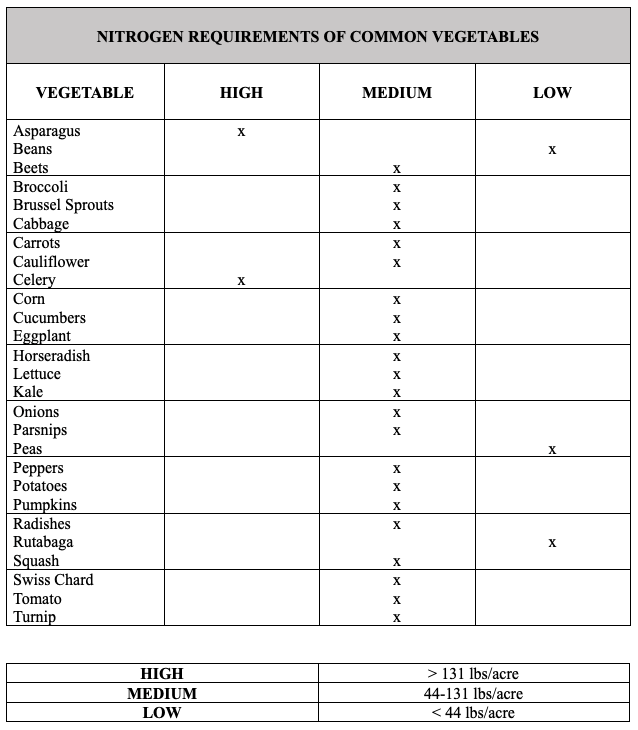 NITROGEN REQUIREMENTS OF COMMON VEGETABLES
VEGETABLE HIGH MEDIUM LOW
Asparagus x
Beans x
Beets x
Broccoli x
Brussel Sprouts x
Cabbage x
Carrots x
Cauliflower x
Celery x
Corn x
Cucumbers x
Eggplant x
Horseradish x
Lettuce x
Kale x
Onions x
Parsnips x
Peas x
Peppers x
Potatoes x
Pumpkins x
Radishes x
Rutabaga x
Squash x
Swiss Chard x
Tomato x
Turnip x
HIGH > 131 lbs/acre
MEDIUM 44-131 lbs/acre
LOW < 44 lbs/acre